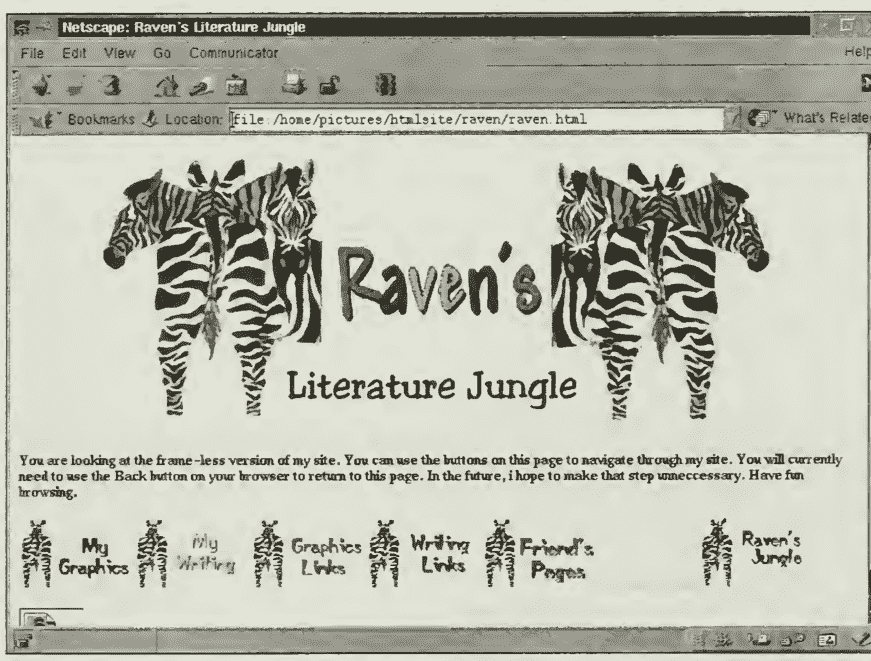 Netscape: Raven's Literature Jungle
File Edit View Go Communicator Help
Bookmarks Location: file:/home/pictures/htmlsite/raven/raven.html What's Relate
Raven's
Literature Jungle
You are looking at the frame-less version of my site. You can use the buttons on this page to navigate through my site. You will currently
need to use the Back button on your browser to return to this page. In the future, i hope to make that step unneccessary. Have fun
browsing.
My Graphics
My Writing
Graphics Links
Writing Links
Friend's Pages
Raven's Jungle